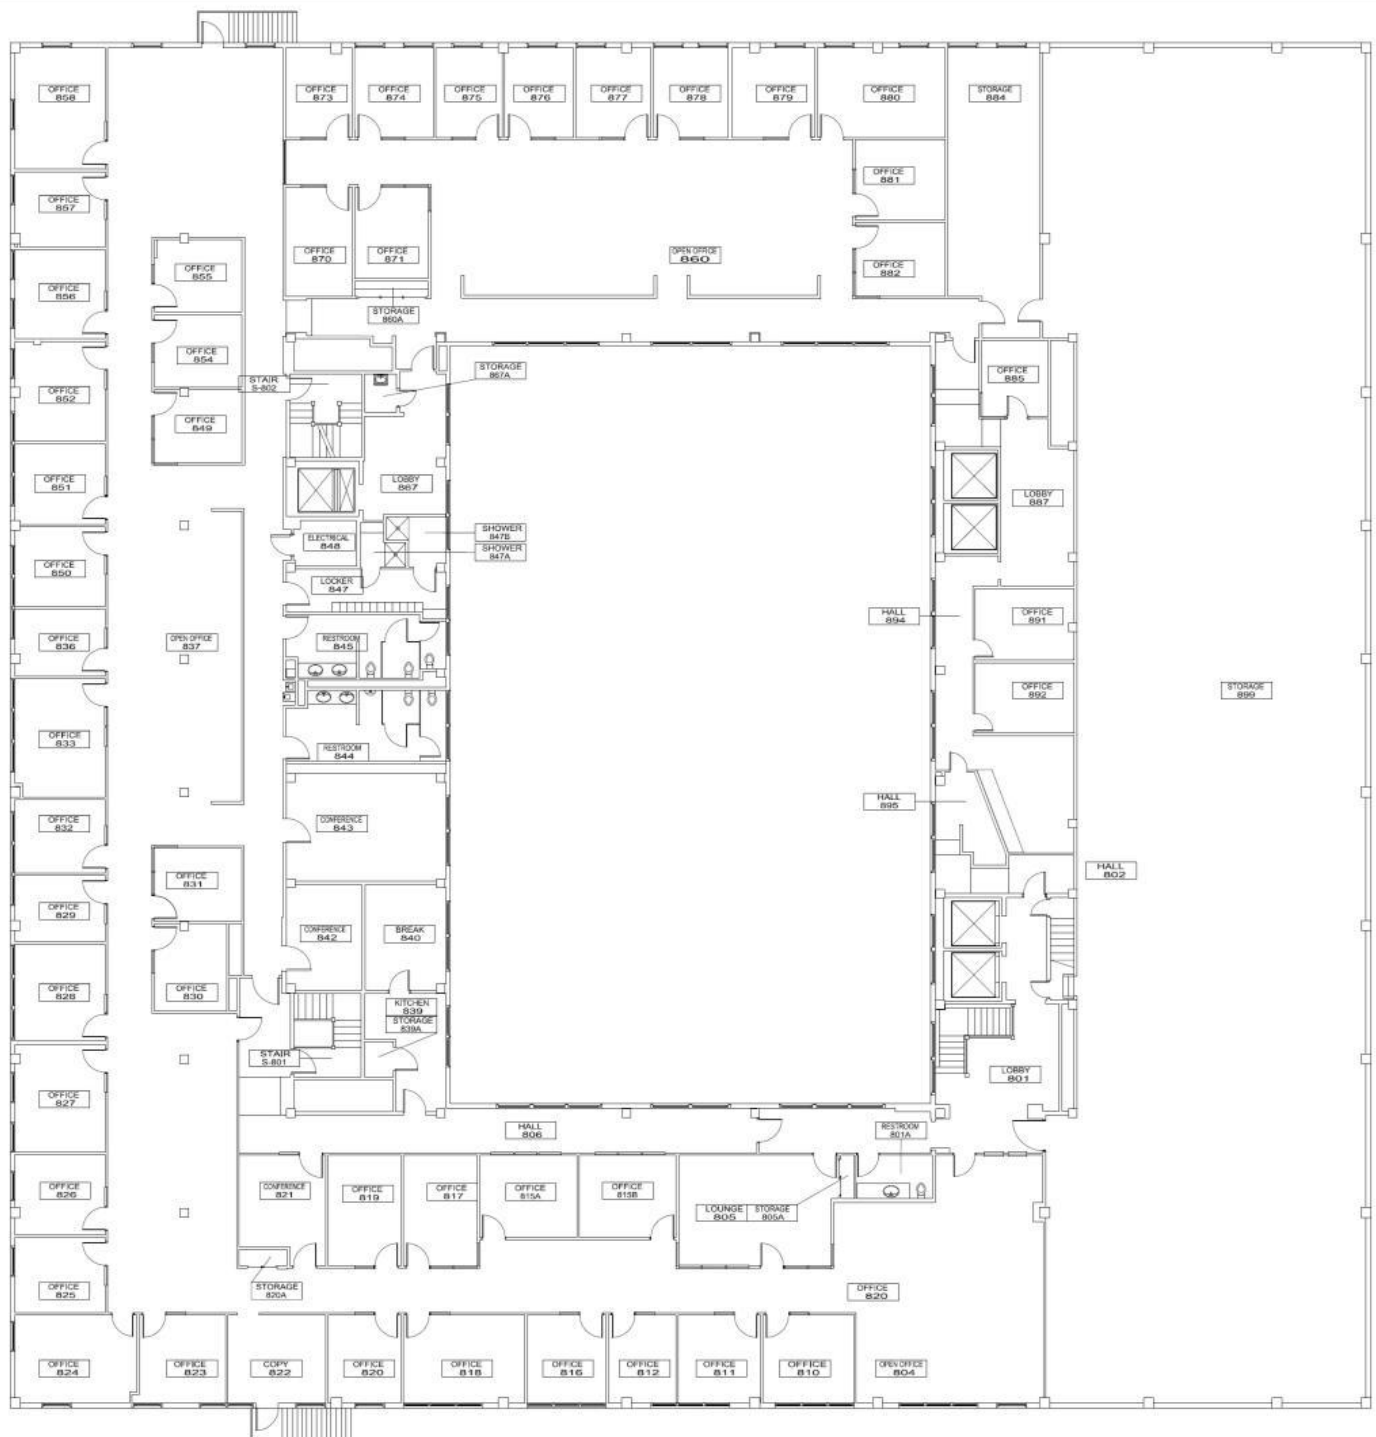 OFFICE
858
OFFICE
873
OFFICE
874
OFFICE
875
OFFICE
876
OFFICE
877
OFFICE
878
OFFICE
879
OFFICE
880
STORAGE
884
OFFICE
857
OFFICE
881
OFFICE
870
OFFICE
871
OPEN OFFICE
860
OFFICE
882
OFFICE
855
OFFICE
856
STORAGE
860A
OFFICE
854
OFFICE
852
STAIR
S-802
STORAGE
867A
OFFICE
885
OFFICE
849
OFFICE
851
LOBBY
867
LOBBY
887
SHOWER
847B
ELECTRICAL
848
SHOWER
847A
OFFICE
850
LOCKER
847
HALL
894
OFFICE
891
OFFICE
836
OPEN OFFICE
837
RESTROOM
845
OFFICE
892
STORAGE
899
OFFICE
833
RESTROOM
844
HALL
895
OFFICE
832
CONFERENCE
843
HALL
802
OFFICE
831
OFFICE
829
CONFERENCE
842
BREAK
840
OFFICE
828
OFFICE
830
KITCHEN
839
STORAGE
839A
STAIR
S-801
LOBBY
801
OFFICE
827
HALL
806
RESTROOM
801A
OFFICE
826
CONFERENCE
821
OFFICE
819
OFFICE
817
OFFICE
815A
OFFICE
815B
LOUNGE
805
STORAGE
805A
OFFICE
825
STORAGE
820A
OFFICE
820
OFFICE
824
OFFICE
823
COPY
822
OFFICE
820
OFFICE
818
OFFICE
816
OFFICE
812
OFFICE
811
OFFICE
810
OPEN OFFICE
804